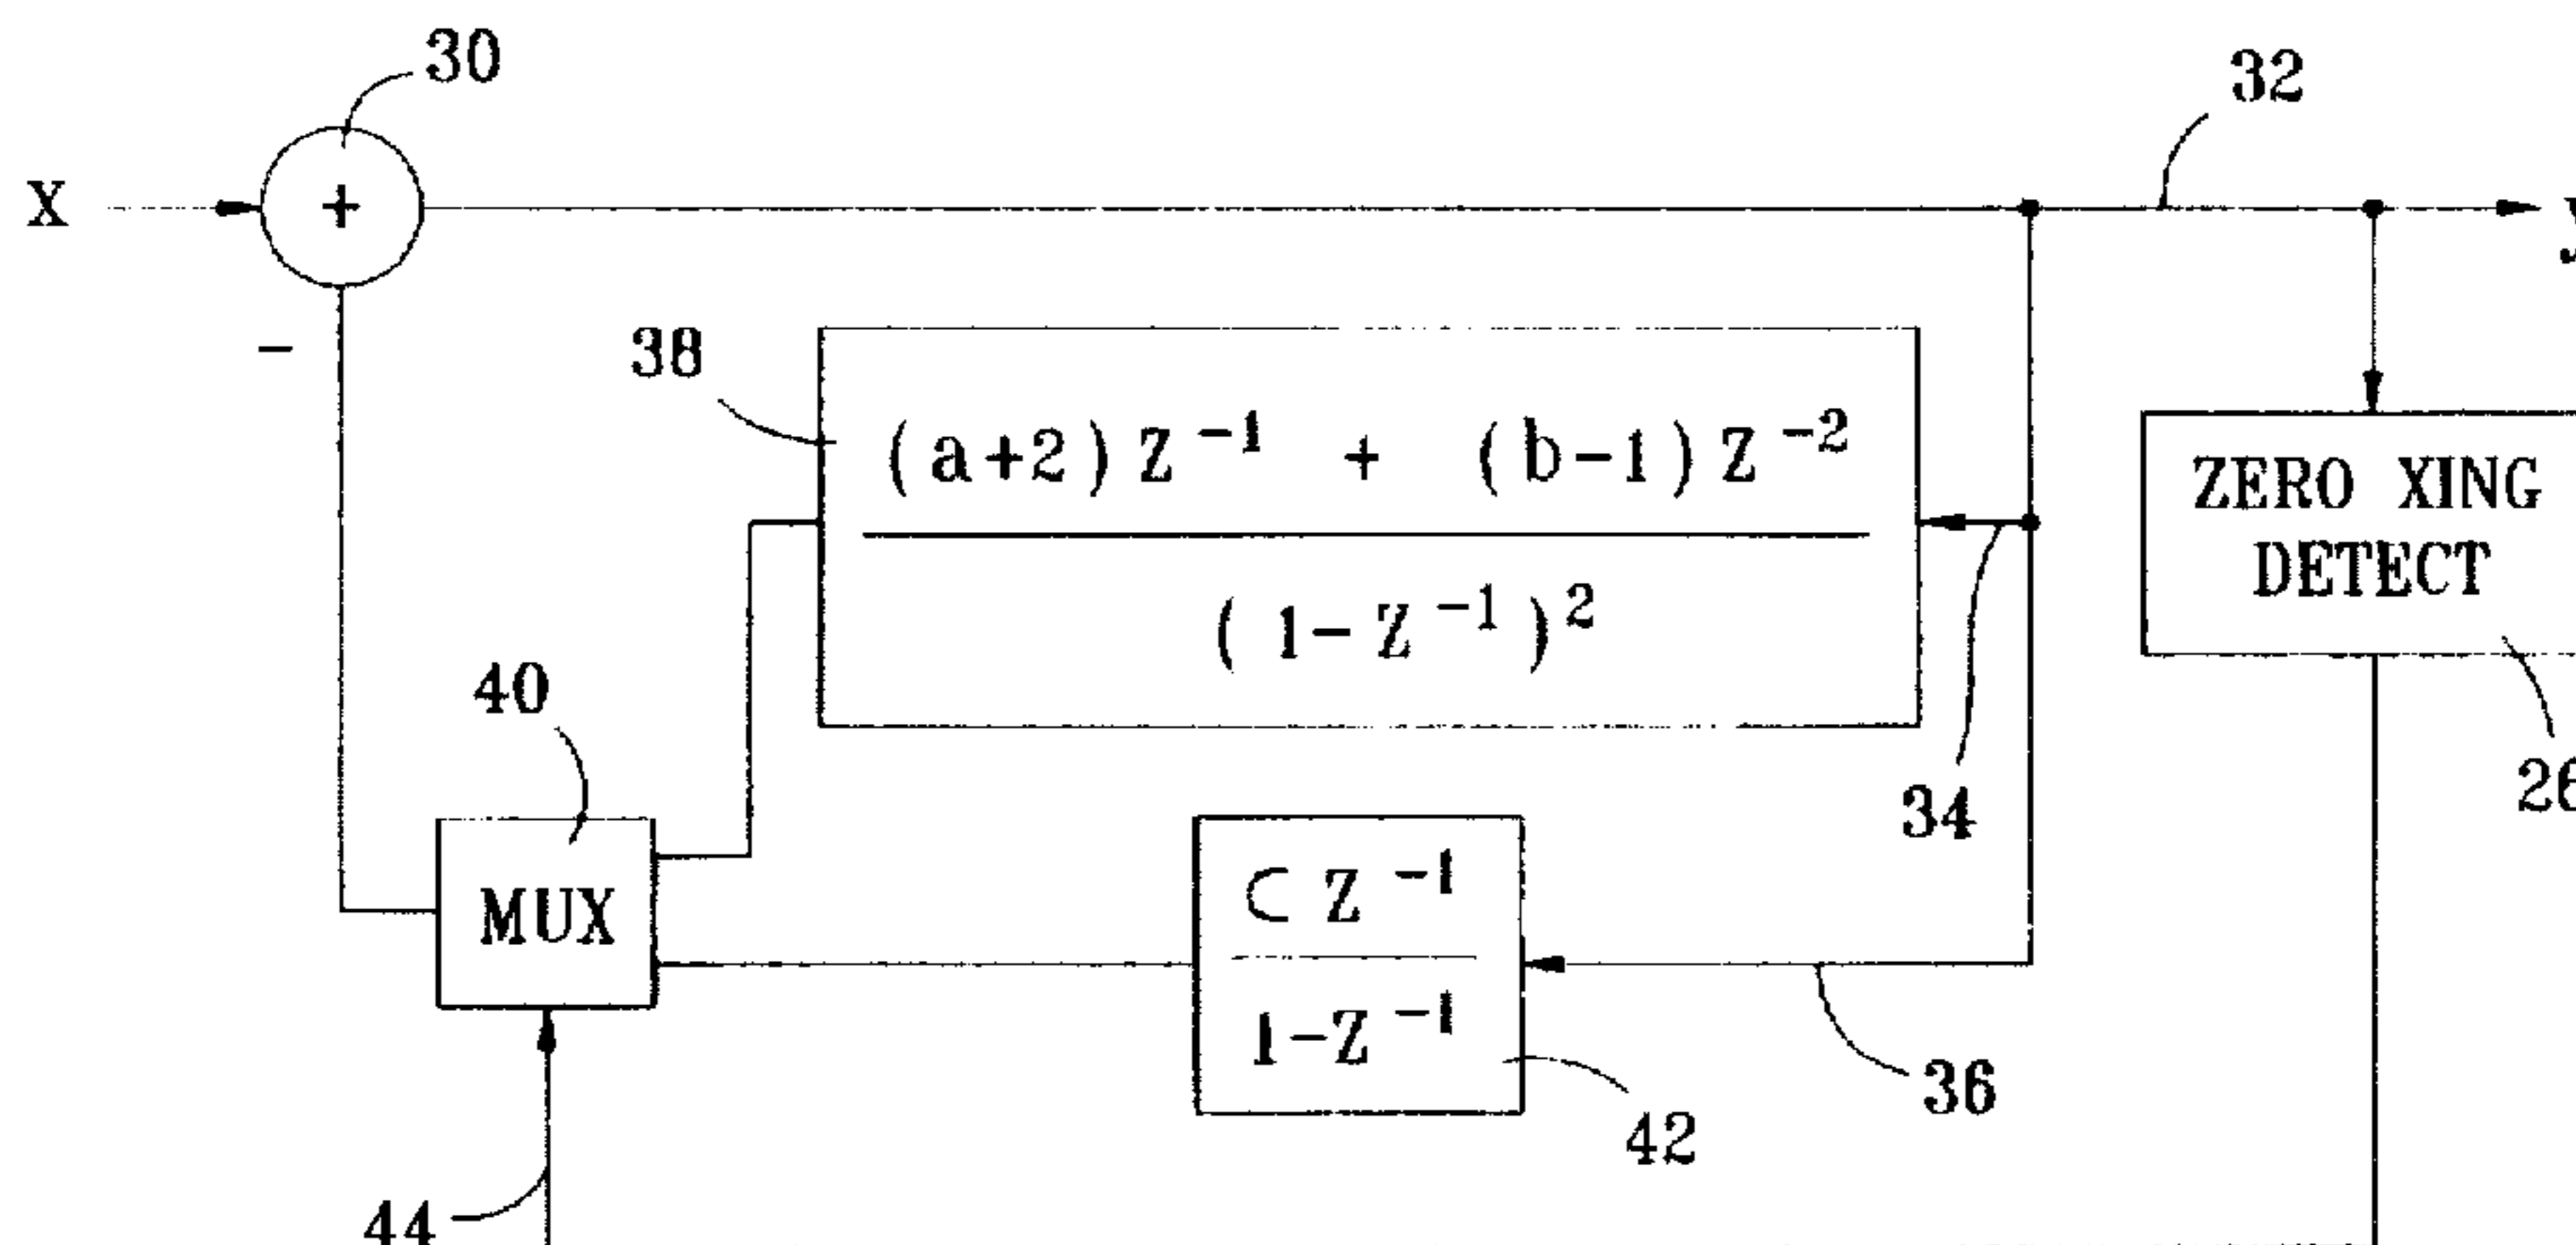 30
32
X
+
-
38
(a+2)Z⁻¹ + (b-1)Z⁻²
(1-Z⁻¹)²
ZERO XING
DETECT
40
34
MUX
C Z⁻¹
1-Z⁻¹
36
42
44